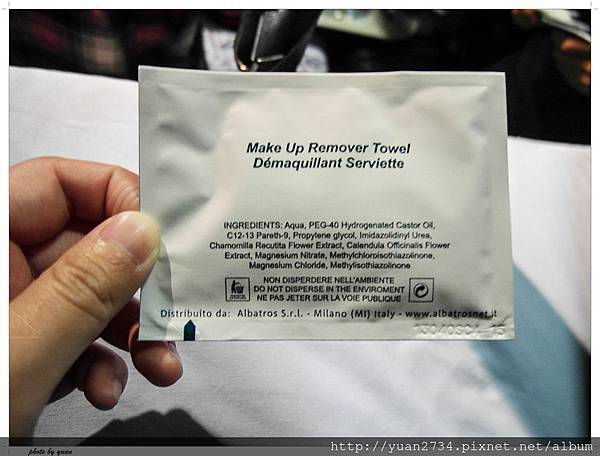 Make Up Remover Towel
Démaquillant Serviette
INGREDIENTS: Aqua, PEG-40 Hydrogenated Castor Oil,
C12-13 Pareth-9, Propylene glycol, Imidazolidinyl Urea,
Chamomilla Recutita Flower Extract, Calendula Officinalis Flower
Extract, Magnesium Nitrate, Methylchloroisothiazolinone,
Magnesium Chloride, Methylisothiazolinone
NON DISPERDERE NELL'AMBIENTE
DO NOT DISPERSE IN THE ENVIROMENT
NE PAS JETER SUR LA VOIE PUBLIQUE
Distribuito da: Albatros S.r.l. - Milano (MI) Italy - www.albatrosnet.it
photo by yuan
http://yuan2734.pixnet.net/album